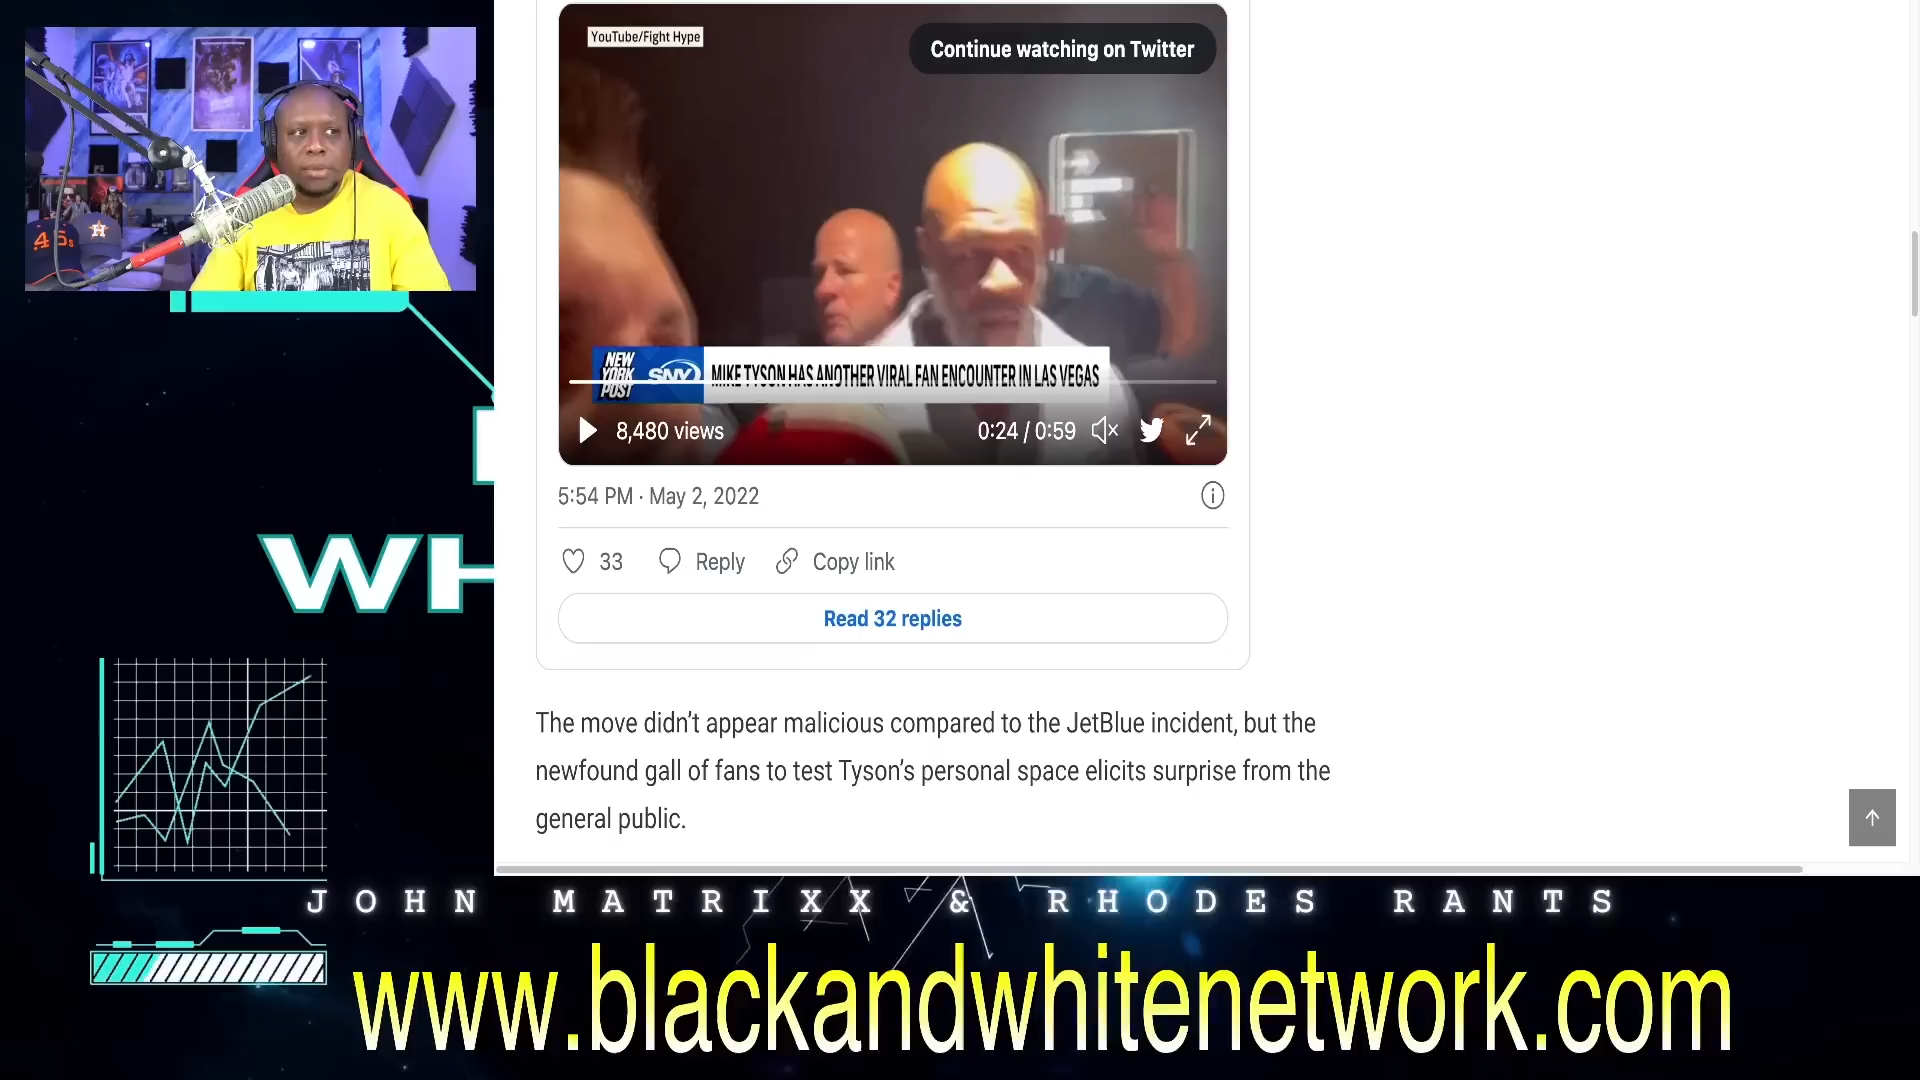 YouTube/Fight Hype
Continue watching on Twitter
45s
NEW
YORK
POST
SNY
MIKE TYSON HAS ANOTHER VIRAL FAN ENCOUNTER IN LAS VEGAS
8,480 views
0:24 / 0:59
5:54 PM · May 2, 2022
33
Reply
Copy link
Read 32 replies
WH
The move didn’t appear malicious compared to the JetBlue incident, but the
newfound gall of fans to test Tyson’s personal space elicits surprise from the
general public.
JOHN MATRIXX & RHODES RANTS
www.blackandwhitenetwork.com